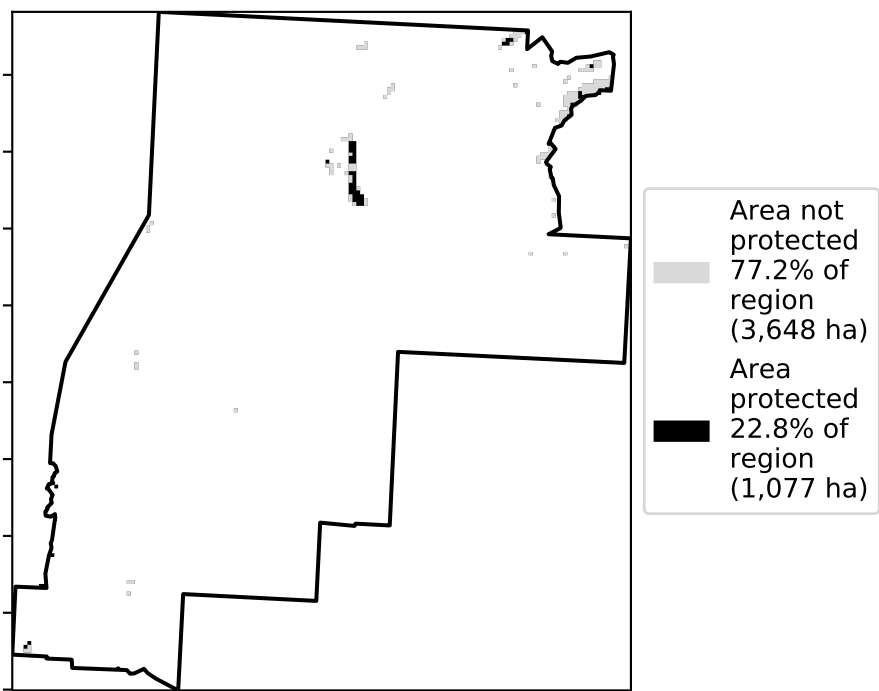 Area not
protected
77.2% of
region
(3,648 ha)
Area
protected
22.8% of
region
(1,077 ha)